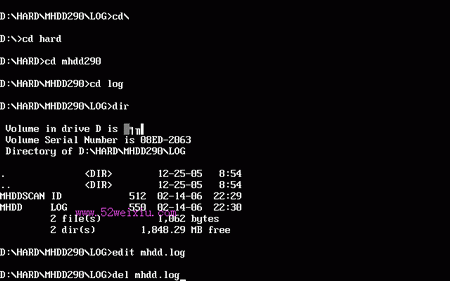 D:\HARD\MHDD290\LOG>cd\
D:\>cd hard
D:\HARD>cd mhdd290
D:\HARD\MHDD290>cd log
D:\HARD\MHDD290\LOG>dir
Volume in drive D is
Volume Serial Number is 08ED-2063
Directory of D:\HARD\MHDD290\LOG
. <DIR> 12-25-05 8:54
.. <DIR> 12-25-05 8:54
MHDDSCAN ID 512 02-14-06 22:29
MHDD LOG 550 02-14-06 22:30
www.52weixiu.com
2 file(s) 1,062 bytes
2 dir(s) 1,848.29 MB free
D:\HARD\MHDD290\LOG>edit mhdd.log
D:\HARD\MHDD290\LOG>del mhdd.log_